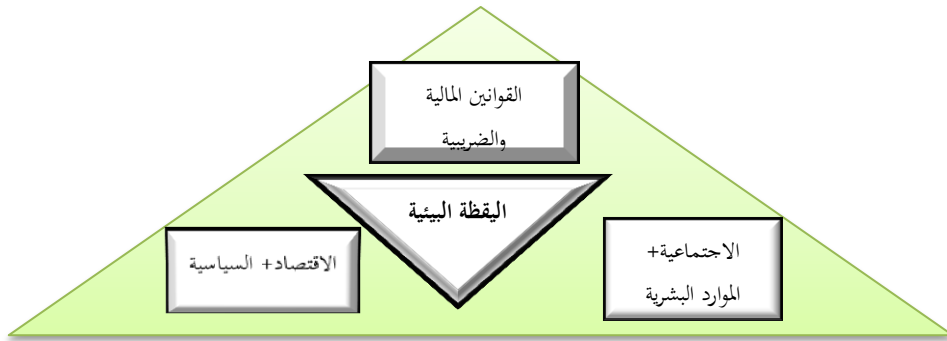 القوانين المالية
والضريبية
اليقظة البيئية
الاجتماعية+
الموارد البشرية
الاقتصاد+ السياسية